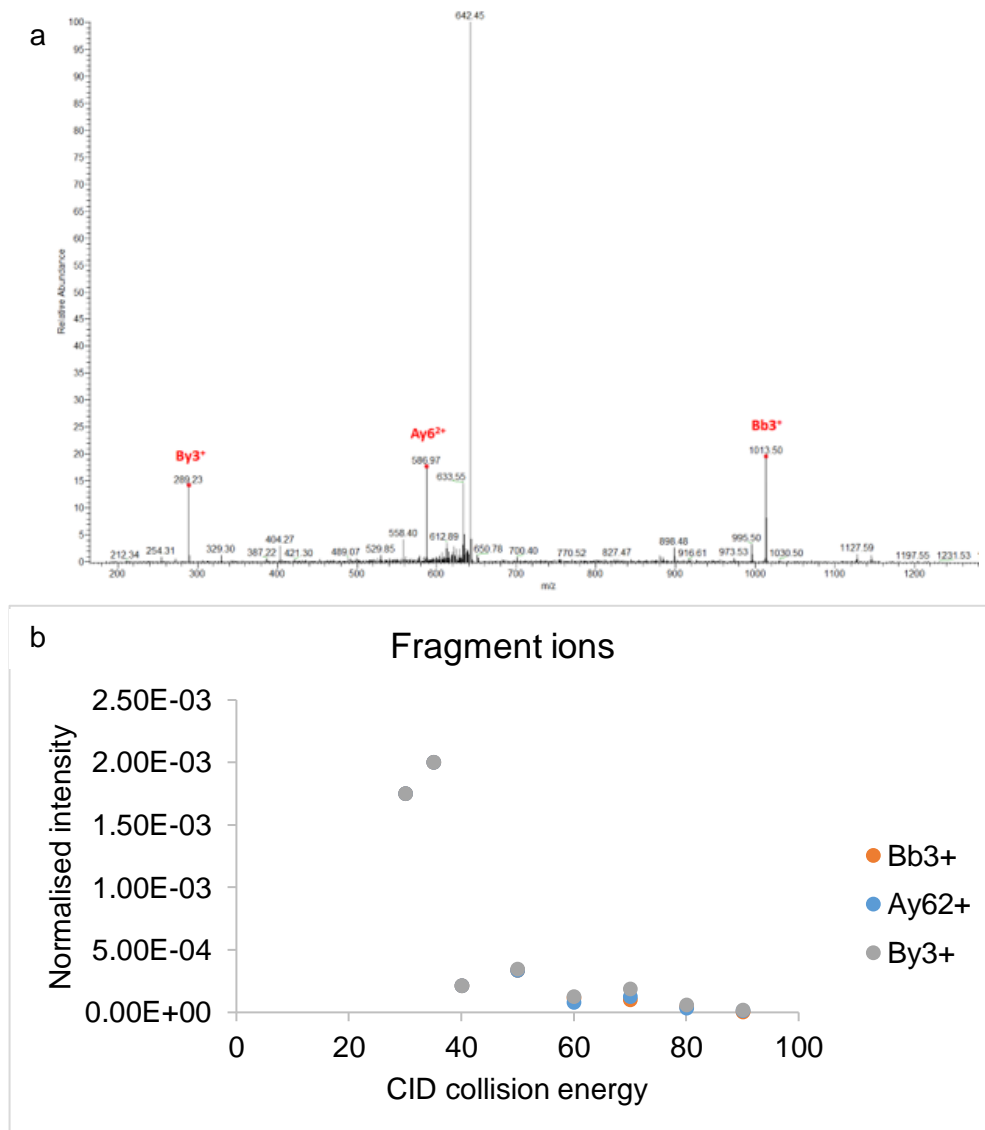 a
642.45
100
95
90
85
80
75
70
65
60
55
50
45
40
35
30
25
20
15
10
5
0
Relative Abundance
By3⁺
289.23
Ay6²⁺
586.97
633.55
Bb3⁺
1013.50
212.34
254.31
329.30
387.22
404.27
421.30
489.07
529.85
558.40
612.89
650.78
700.40
770.52
827.47
898.48
916.61
973.53
995.50
1030.50
1127.59
1197.55
1231.53
200 300 400 500 600 700 800 900 1000 1100 1200
m/z
b
Fragment ions
2.50E-03
2.00E-03
1.50E-03
1.00E-03
5.00E-04
0.00E+00
Normalised intensity
0 20 40 60 80 100
CID collision energy
Bb3+
Ay62+
By3+